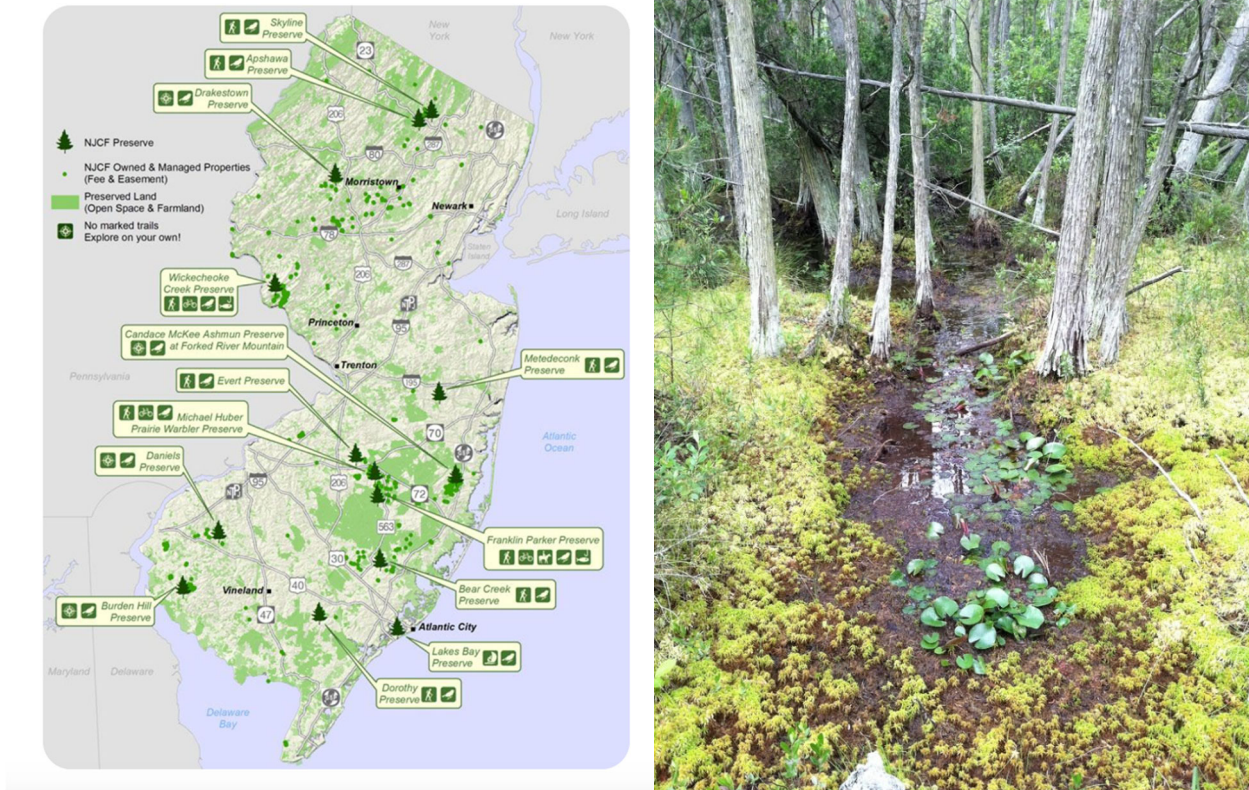 Skyline
Preserve
New
York
New York
23
Apshawa
Preserve
Drakestown
Preserve
206
287
80
NJCF Preserve
NJCF Owned & Managed Properties
(Fee & Easement)
Preserved Land
(Open Space & Farmland)
No marked trails
Explore on your own!
Morristown
Newark
Long Island
78
Staten
Island
206
287
Wickecheoke
Creek Preserve
95
Princeton
Candace McKee Ashmun Preserve
at Forked River Mountain
Trenton
Metedeconk
Preserve
Pennsylvania
195
Evert Preserve
Michael Huber
Prairie Warbler Preserve
70
Atlantic
Ocean
Daniels
Preserve
95
206
72
563
Franklin Parker Preserve
30
40
Vineland
Bear Creek
Preserve
Burden Hill
Preserve
47
Atlantic City
Lakes Bay
Preserve
Maryland
Delaware
Dorothy
Preserve
Delaware
Bay